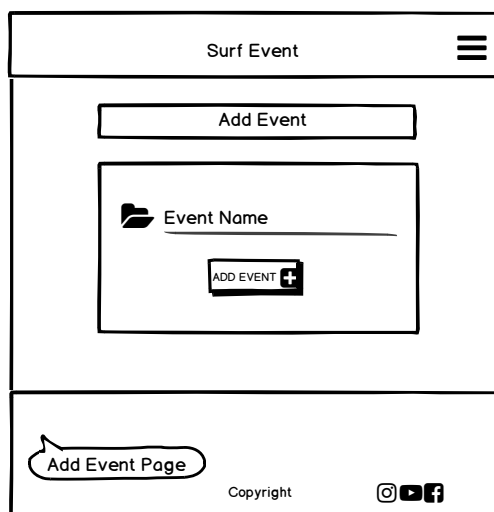 Surf Event
Add Event
Event Name
ADD EVENT
Add Event Page
Copyright